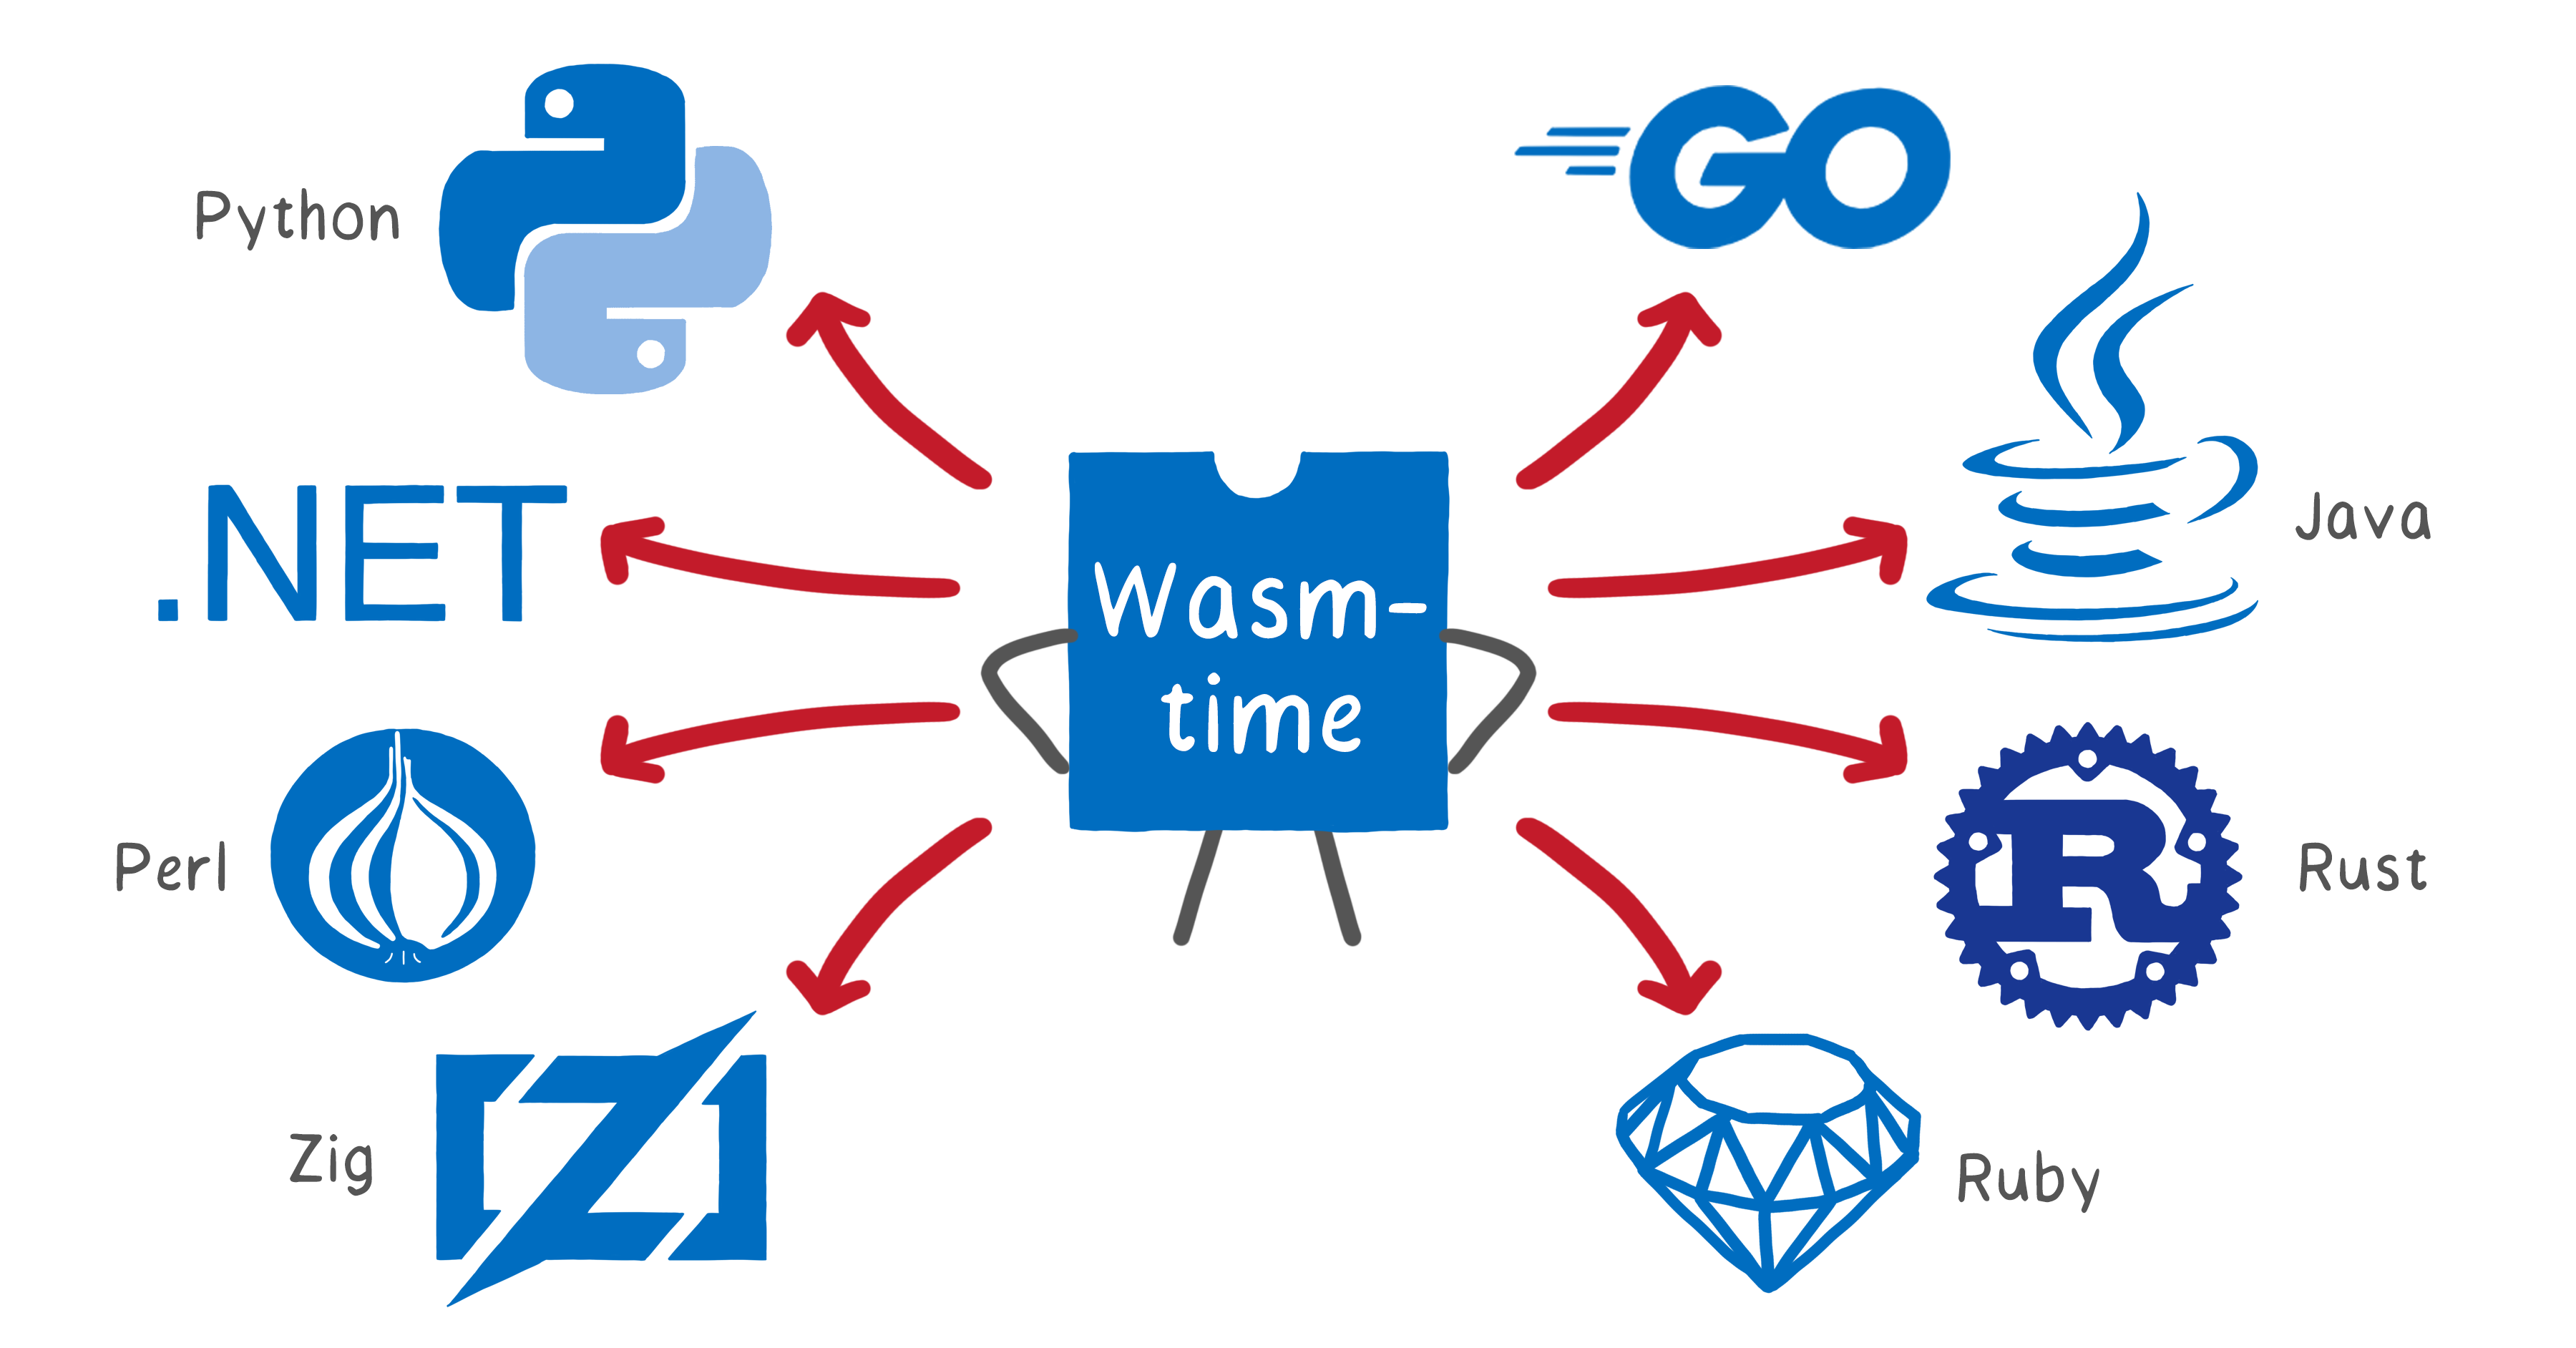 Python
GO
.NET
Java
Wasm-
time
Perl
R
Rust
Zig
Z
Ruby